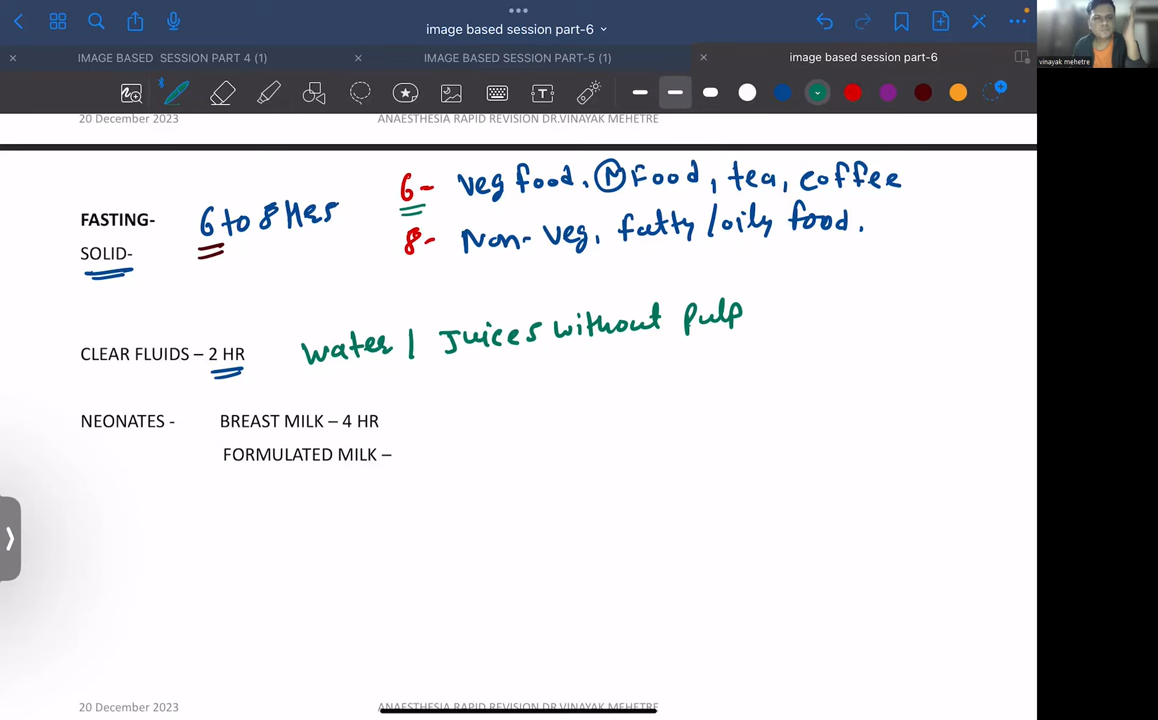 image based session part-6
IMAGE BASED SESSION PART 4 (1)
IMAGE BASED SESSION PART-5 (1)
image based session part-6
vinayak mehetre
20 December 2023
ANAESTHESIA RAPID REVISION DR.VINAYAK MEHETRE
6- Veg food. N Food, tea, coffee
FASTING- 6 to 8 Hrs
8- Non-veg, fatty/oily food.
SOLID-
CLEAR FLUIDS – 2 HR water / Juices without pulp
NEONATES - BREAST MILK – 4 HR
FORMULATED MILK –
20 December 2023
ANAESTHESIA RAPID REVISION DR.VINAYAK MEHETRE